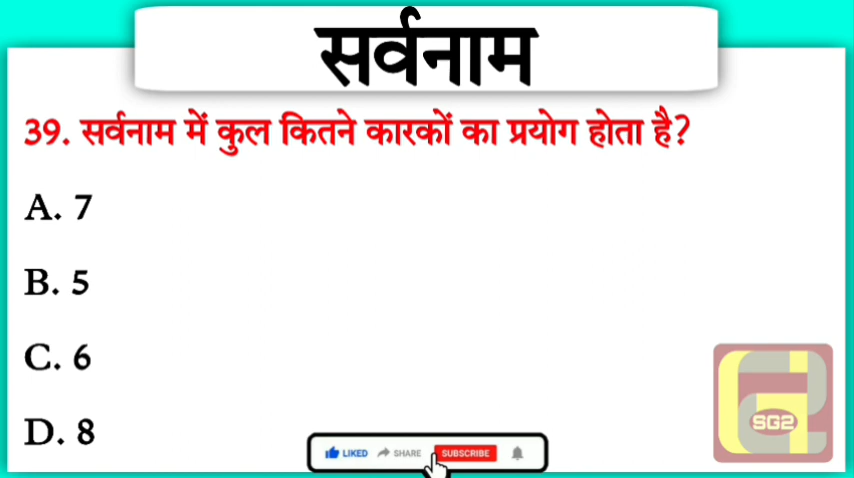 सर्वनाम
39. सर्वनाम में कुल कितने कारकों का प्रयोग होता है?
A. 7
B. 5
C. 6
D. 8
SG2
LIKED SHARE SUBSCRIBE